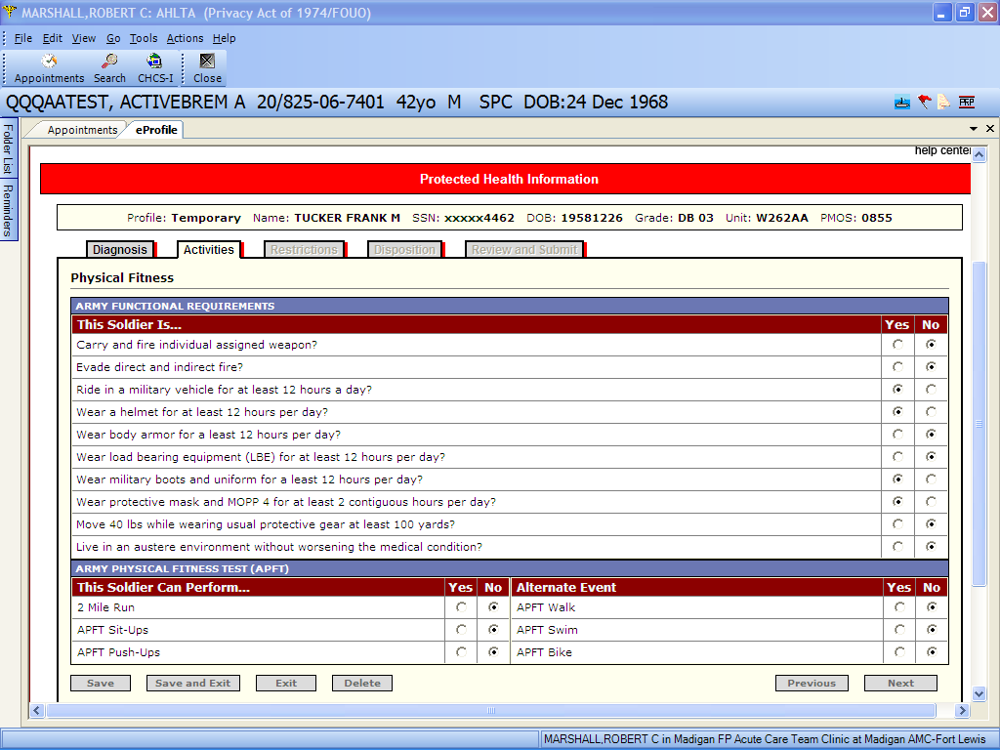 MARSHALL,ROBERT C: AHLTA (Privacy Act of 1974/FOUO)
File Edit View Go Tools Actions Help
Appointments Search CHCS-I Close
QQQAATEST, ACTIVEBREM A 20/825-06-7401 42yo M SPC DOB:24 Dec 1968
Folder List
Reminders
Appointments eProfile
help center
Protected Health Information
Profile: Temporary Name: TUCKER FRANK M SSN: xxxxx4462 DOB: 19581226 Grade: DB 03 Unit: W262AA PMOS: 0855
Diagnosis Activities Restrictions Disposition Review and Submit
Physical Fitness
ARMY FUNCTIONAL REQUIREMENTS
This Soldier Is... Yes No
Carry and fire individual assigned weapon?
Evade direct and indirect fire?
Ride in a military vehicle for at least 12 hours a day?
Wear a helmet for at least 12 hours per day?
Wear body armor for a least 12 hours per day?
Wear load bearing equipment (LBE) for at least 12 hours per day?
Wear military boots and uniform for a least 12 hours per day?
Wear protective mask and MOPP 4 for at least 2 contiguous hours per day?
Move 40 lbs while wearing usual protective gear at least 100 yards?
Live in an austere environment without worsening the medical condition?
ARMY PHYSICAL FITNESS TEST (APFT)
This Soldier Can Perform... Yes No Alternate Event Yes No
2 Mile Run APFT Walk
APFT Sit-Ups APFT Swim
APFT Push-Ups APFT Bike
Save Save and Exit Exit Delete Previous Next
MARSHALL,ROBERT C in Madigan FP Acute Care Team Clinic at Madigan AMC-Fort Lewis